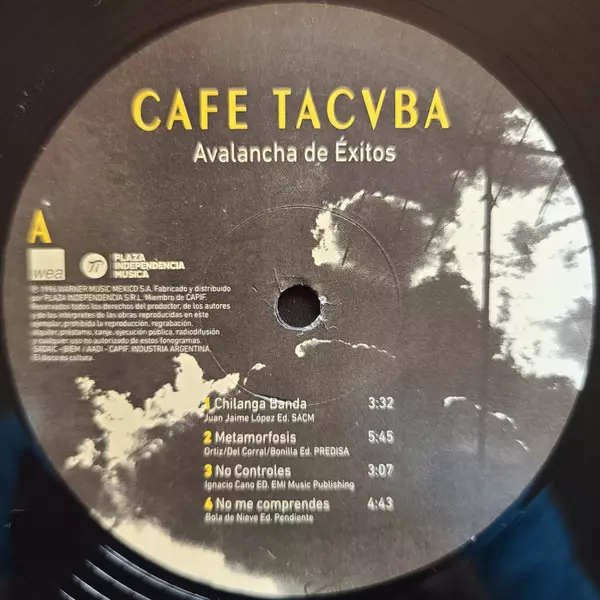 CAFE TACVBA
Avalancha de Éxitos
A
wea
PLAZA
INDEPENDENCIA
MUSICA
℗ 1996 WARNER MUSIC MEXICO S.A. Fabricado y distribuido
por PLAZA INDEPENDENCIA S.R.L. Miembro de CAPIF.
Reservados todos los derechos del productor, de los autores
y de los intérpretes de las obras reproducidas en este
ejemplar, prohibida la reproducción, regrabación,
alquiler, préstamo, canje, ejecución pública, radiodifusión
y cualquier uso no autorizado de estos fonogramas.
SADAIC - BIEM / AADI - CAPIF. INDUSTRIA ARGENTINA.
El disco es cultura.
1 Chilanga Banda 3:32
Juan Jaime López Ed. SACM
2 Metamorfosis 5:45
Ortiz/Del Corral/Bonilla Ed. PREDISA
3 No Controles 3:07
Ignacio Cano ED. EMI Music Publishing
4 No me comprendes 4:43
Bola de Nieve Ed. Pendiente